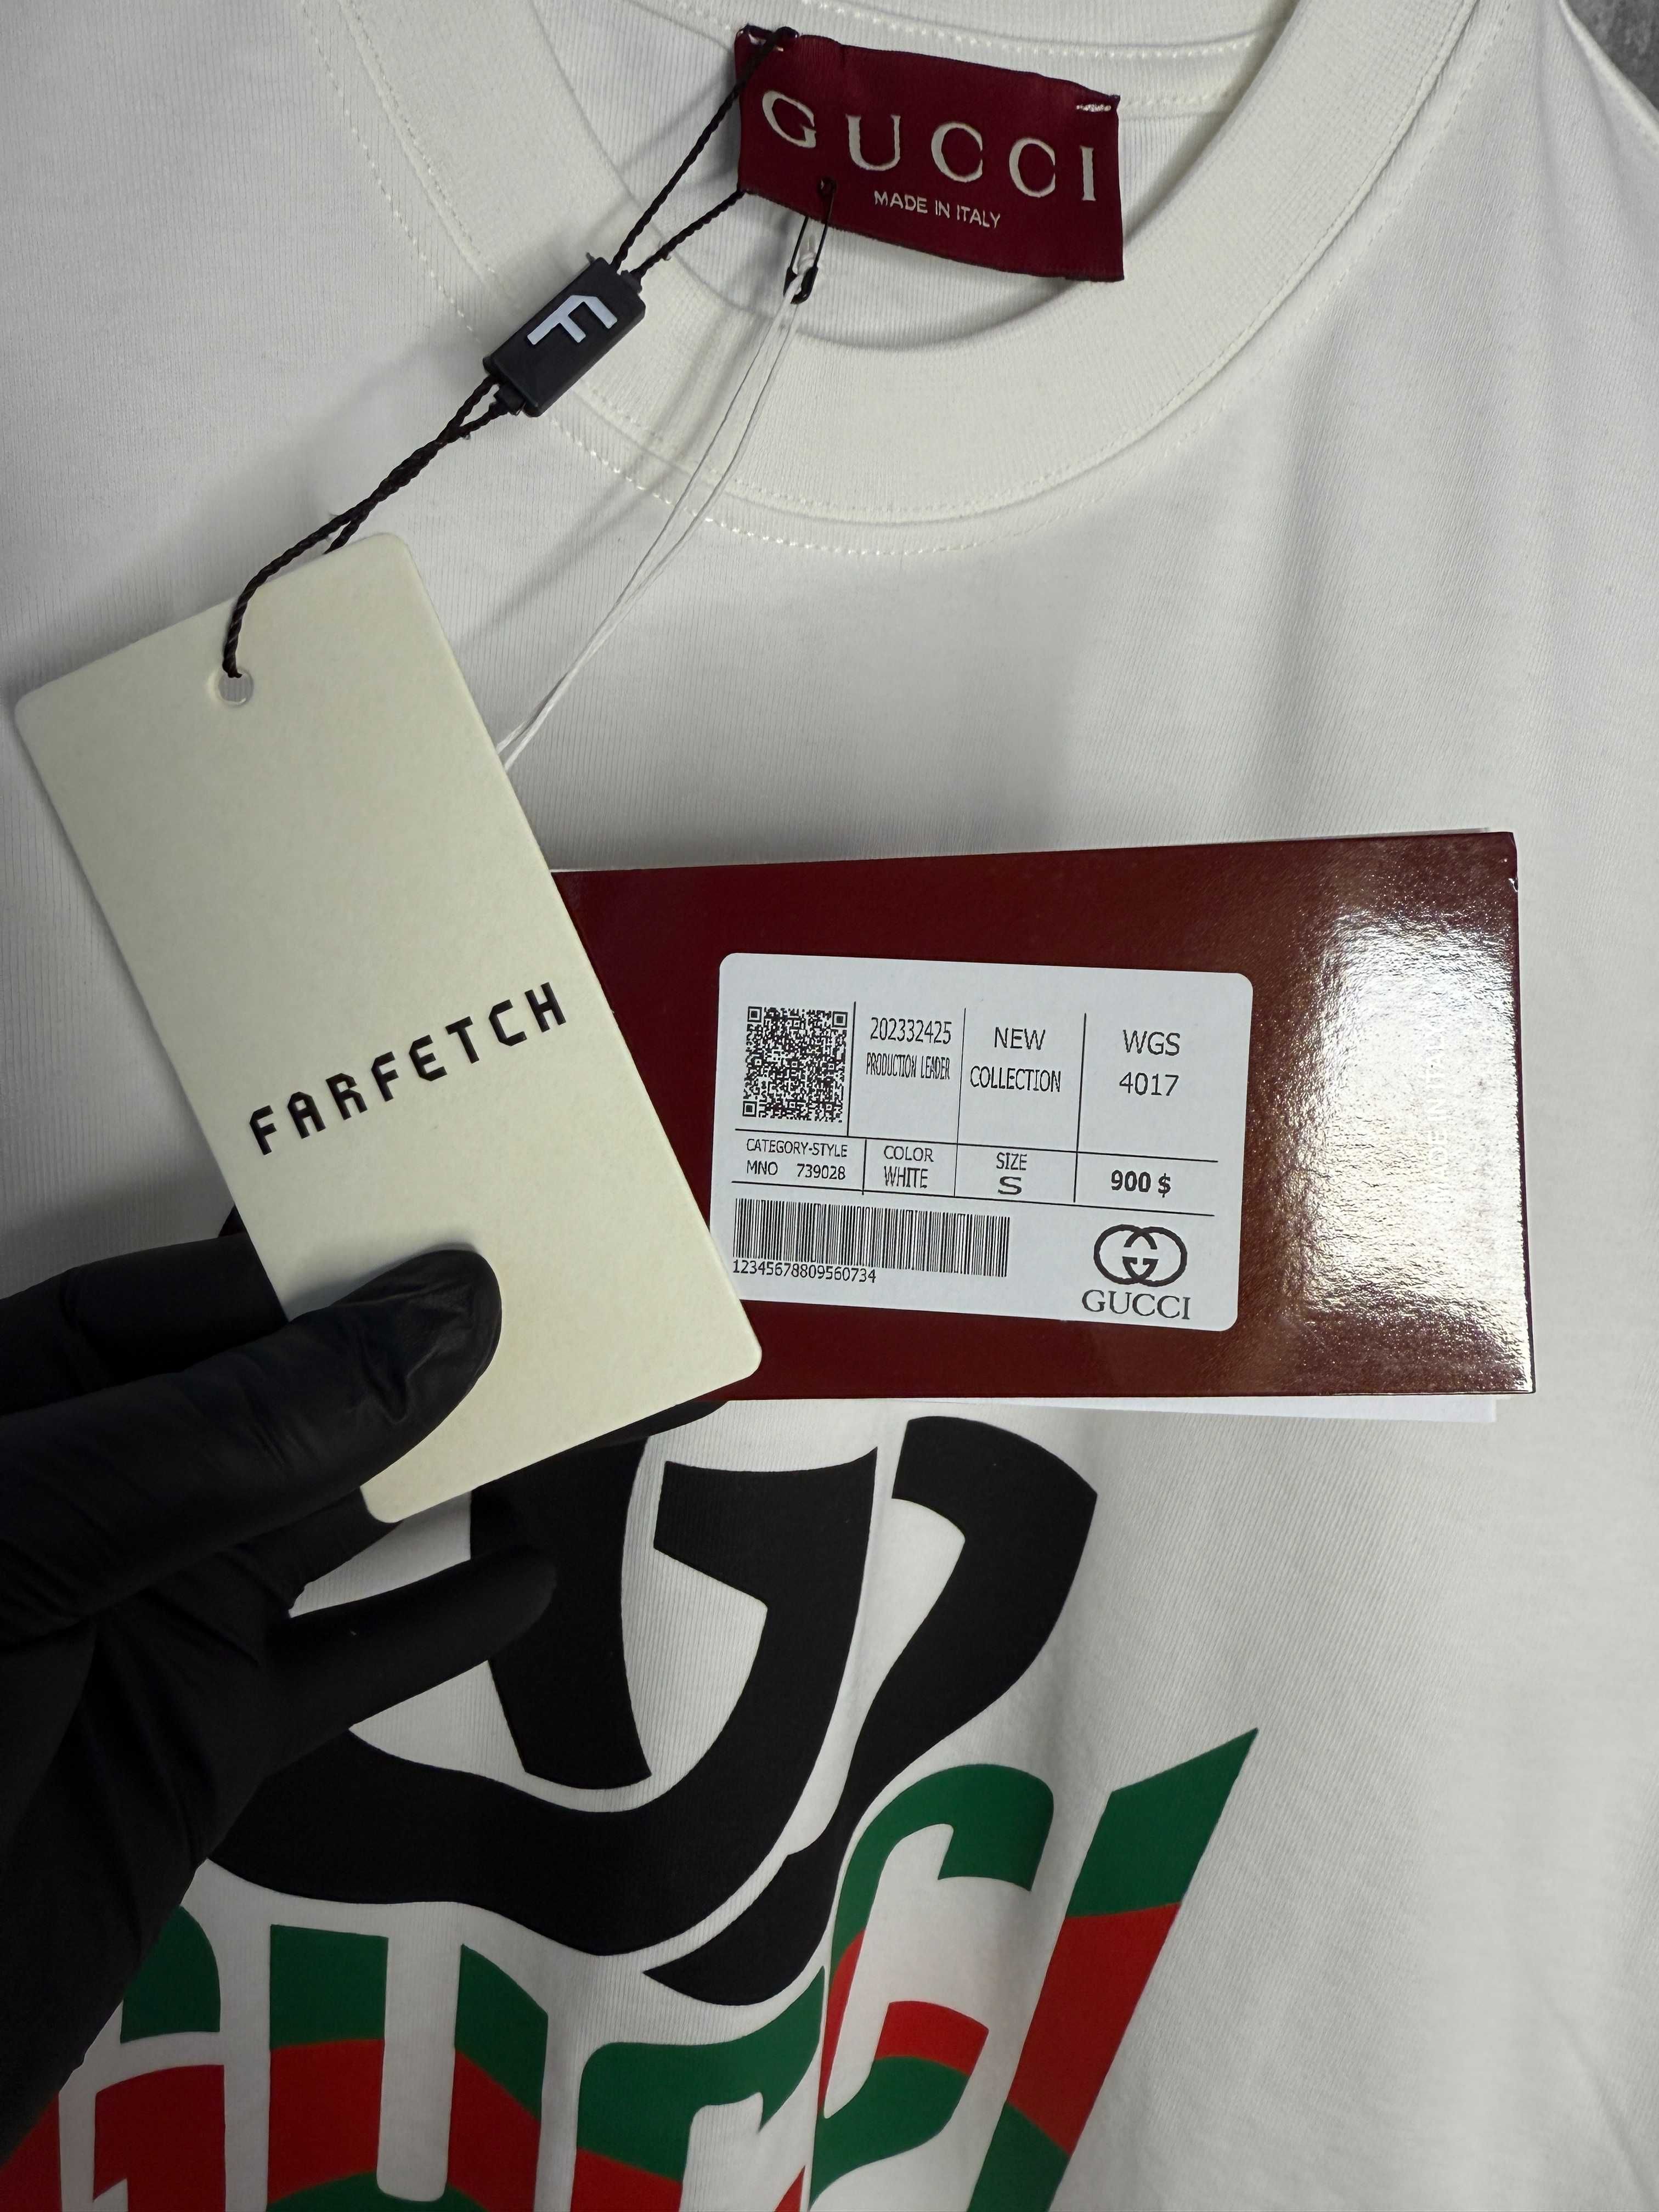 GUCCI
MADE IN ITALY
F
FARFETCH
202332425
PRODUCTION LEADER
NEW
COLLECTION
WGS
4017
CATEGORY-STYLE
MNO 739028
COLOR
WHITE
SIZE
S
900 $
12345678809560734
GUCCI
GUCCI